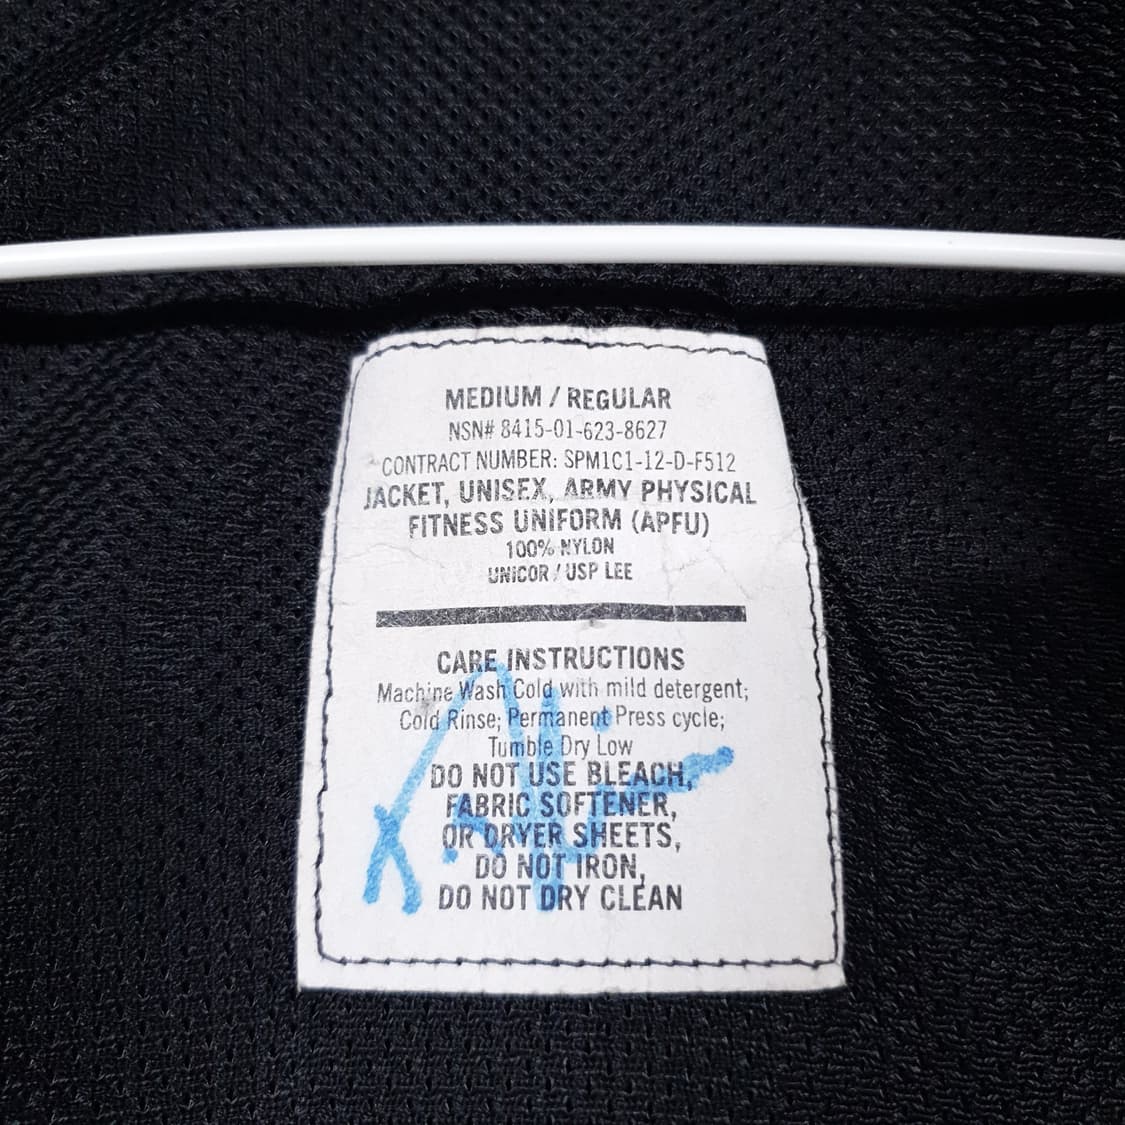 MEDIUM / REGULAR
NSN# 8415-01-623-8627
CONTRACT NUMBER: SPM1C1-12-D-F512
JACKET, UNISEX, ARMY PHYSICAL
FITNESS UNIFORM (APFU)
100% NYLON
UNICOR / USP LEE
CARE INSTRUCTIONS
Machine Wash Cold with mild detergent;
Cold Rinse; Permanent Press cycle;
Tumble Dry Low
DO NOT USE BLEACH,
FABRIC SOFTENER,
OR DRYER SHEETS,
DO NOT IRON,
DO NOT DRY CLEAN